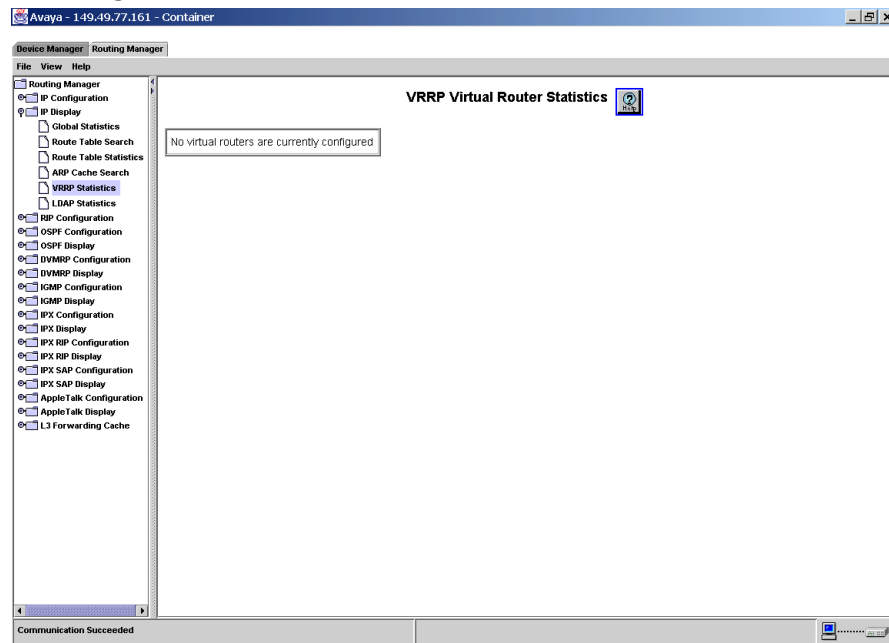 Avaya - 149.49.77.161 - Container
Device Manager Routing Manager
File View Help
Routing Manager
IP Configuration
IP Display
Global Statistics
Route Table Search
Route Table Statistics
ARP Cache Search
VRRP Statistics
LDAP Statistics
RIP Configuration
OSPF Configuration
OSPF Display
DVMRP Configuration
DVMRP Display
IGMP Configuration
IGMP Display
IPX Configuration
IPX Display
IPX RIP Configuration
IPX RIP Display
IPX SAP Configuration
IPX SAP Display
AppleTalk Configuration
AppleTalk Display
L3 Forwarding Cache
VRRP Virtual Router Statistics
Help
No virtual routers are currently configured
Communication Succeeded